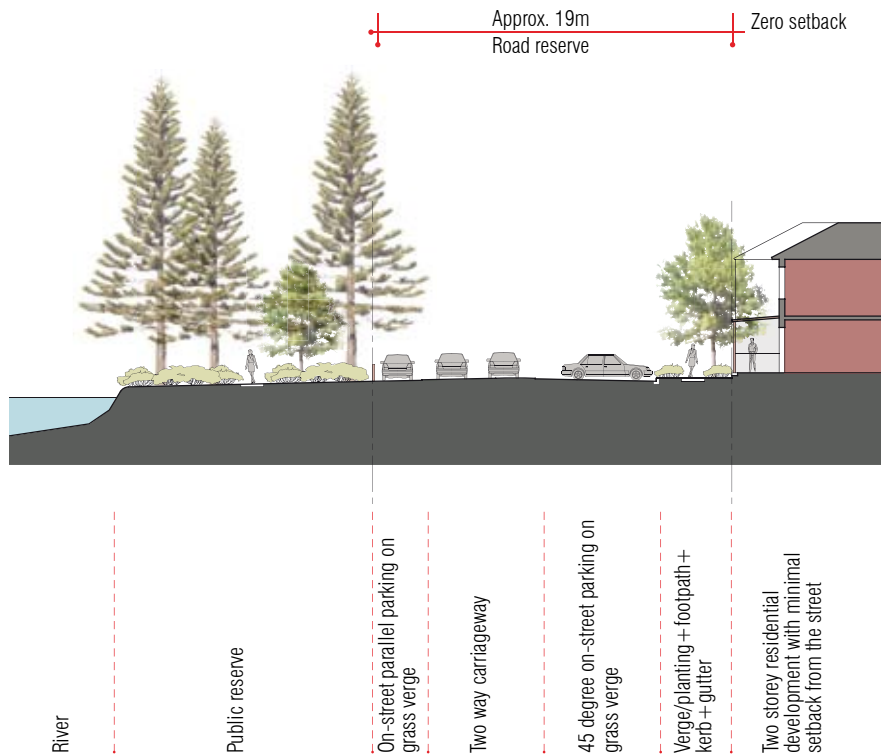 Approx. 19m
Road reserve
Zero setback
River
Public reserve
On-street parallel parking on
grass verge
Two way carriageway
45 degree on-street parking on
grass verge
Verge/planting+footpath+
kerb+gutter
Two storey residential
development with minimal
setback from the street